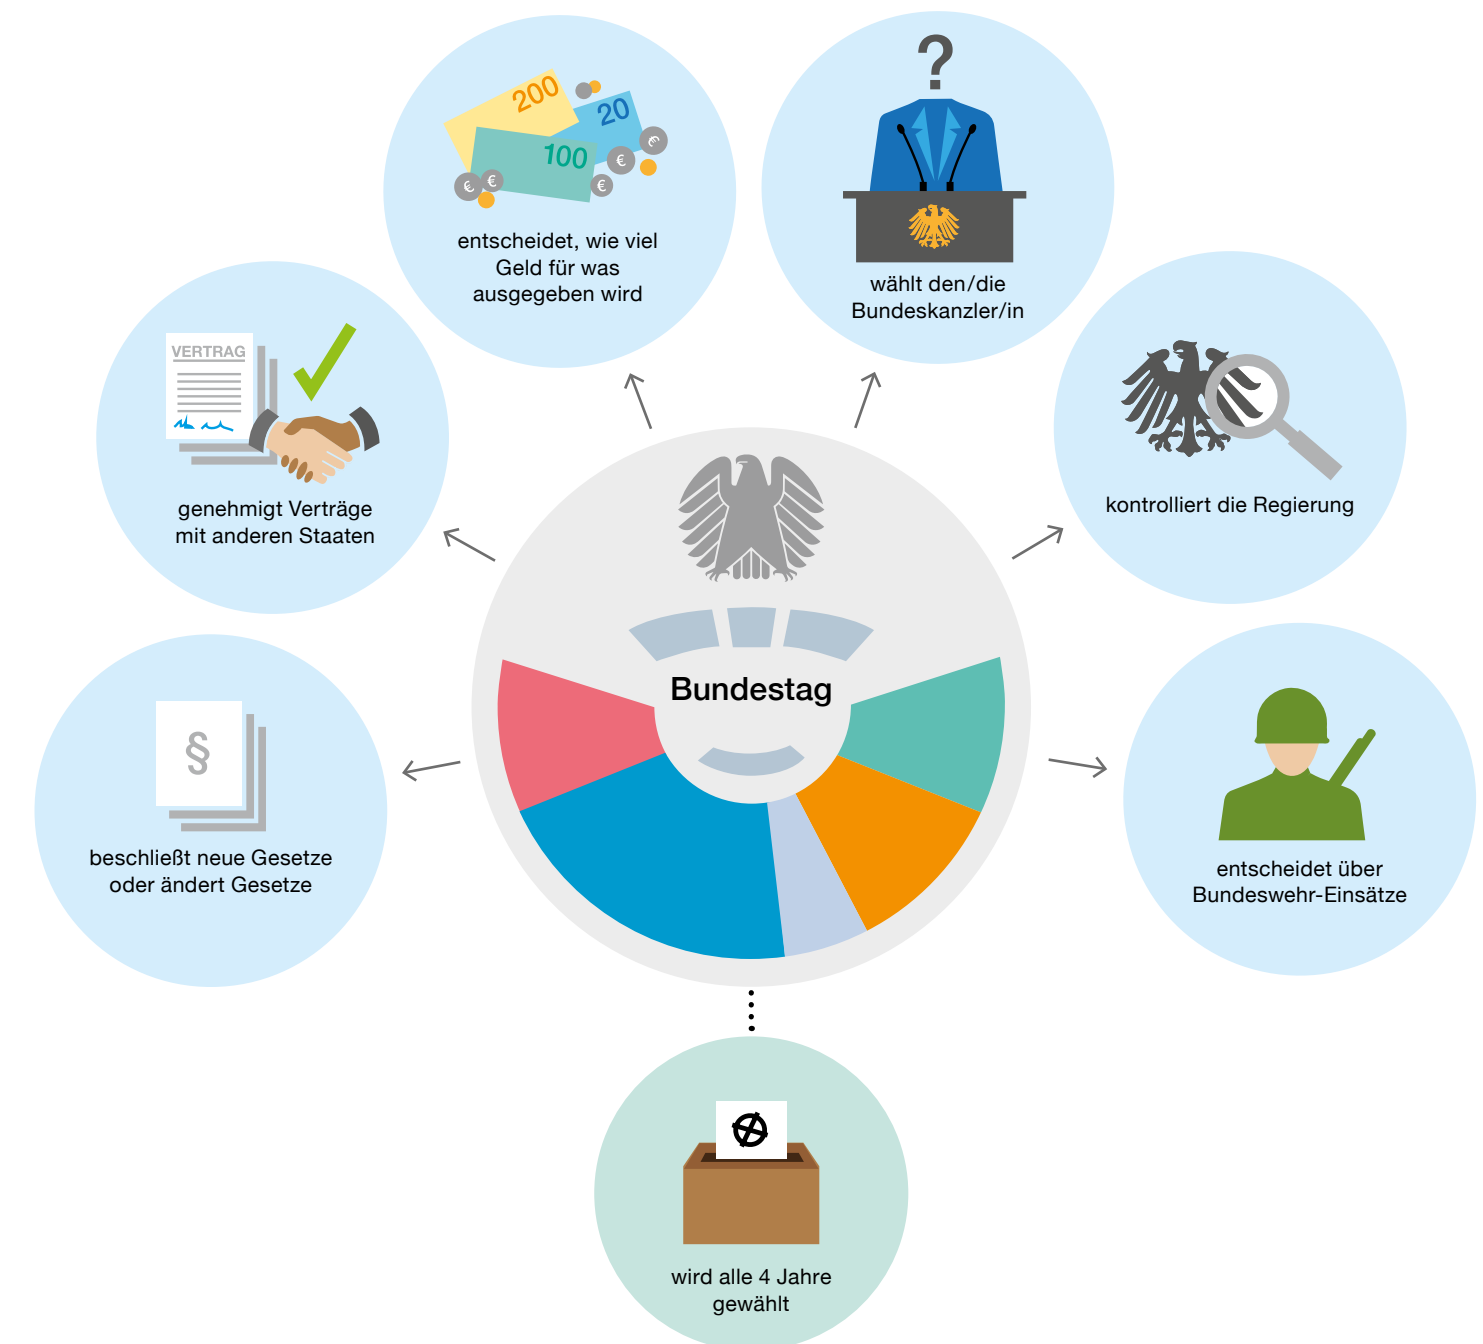 200
20
100
€
€
€
€
€
entscheidet, wie viel
Geld für was
ausgegeben wird
?
wählt den/die
Bundeskanzler/in
VERTRAG
genehmigt Verträge
mit anderen Staaten
kontrolliert die Regierung
Bundestag
§
beschließt neue Gesetze
oder ändert Gesetze
entscheidet über
Bundeswehr-Einsätze
wird alle 4 Jahre
gewählt